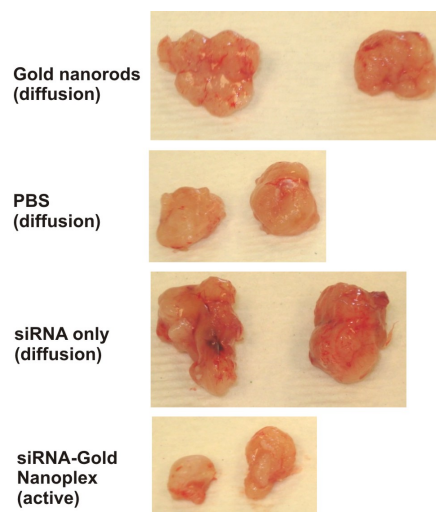 Gold nanorods
(diffusion)
PBS
(diffusion)
siRNA only
(diffusion)
siRNA-Gold
Nanoplex
(active)